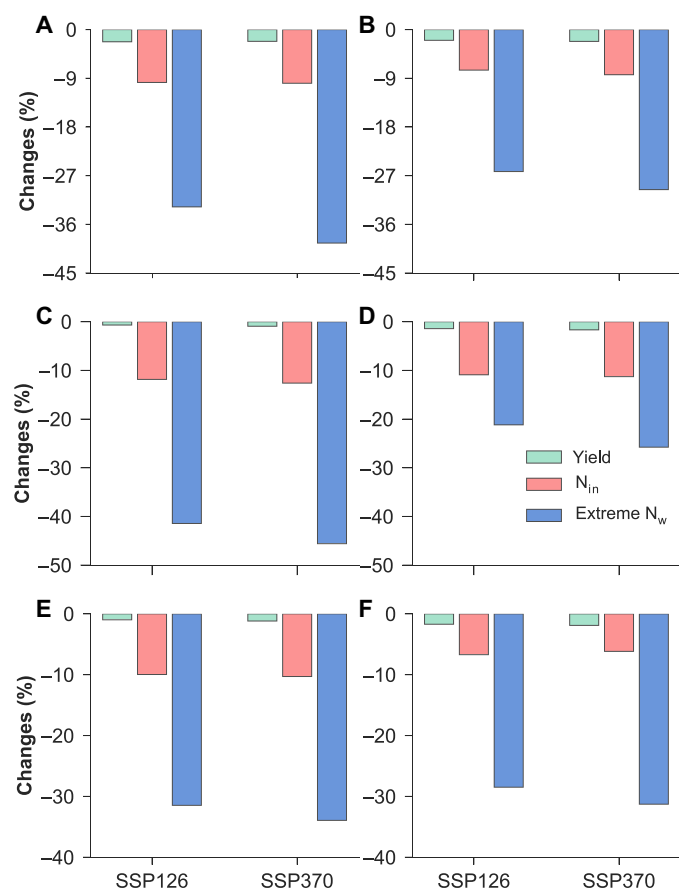 A
B
0
–9
–18
–27
–36
–45
Changes (%)
0
–9
–18
–27
–36
–45
C
D
0
–10
–20
–30
–40
–50
Changes (%)
0
–10
–20
–30
–40
–50
Yield
N_in
Extreme N_w
E
F
0
–10
–20
–30
–40
Changes (%)
0
–10
–20
–30
–40
SSP126 SSP370 SSP126 SSP370